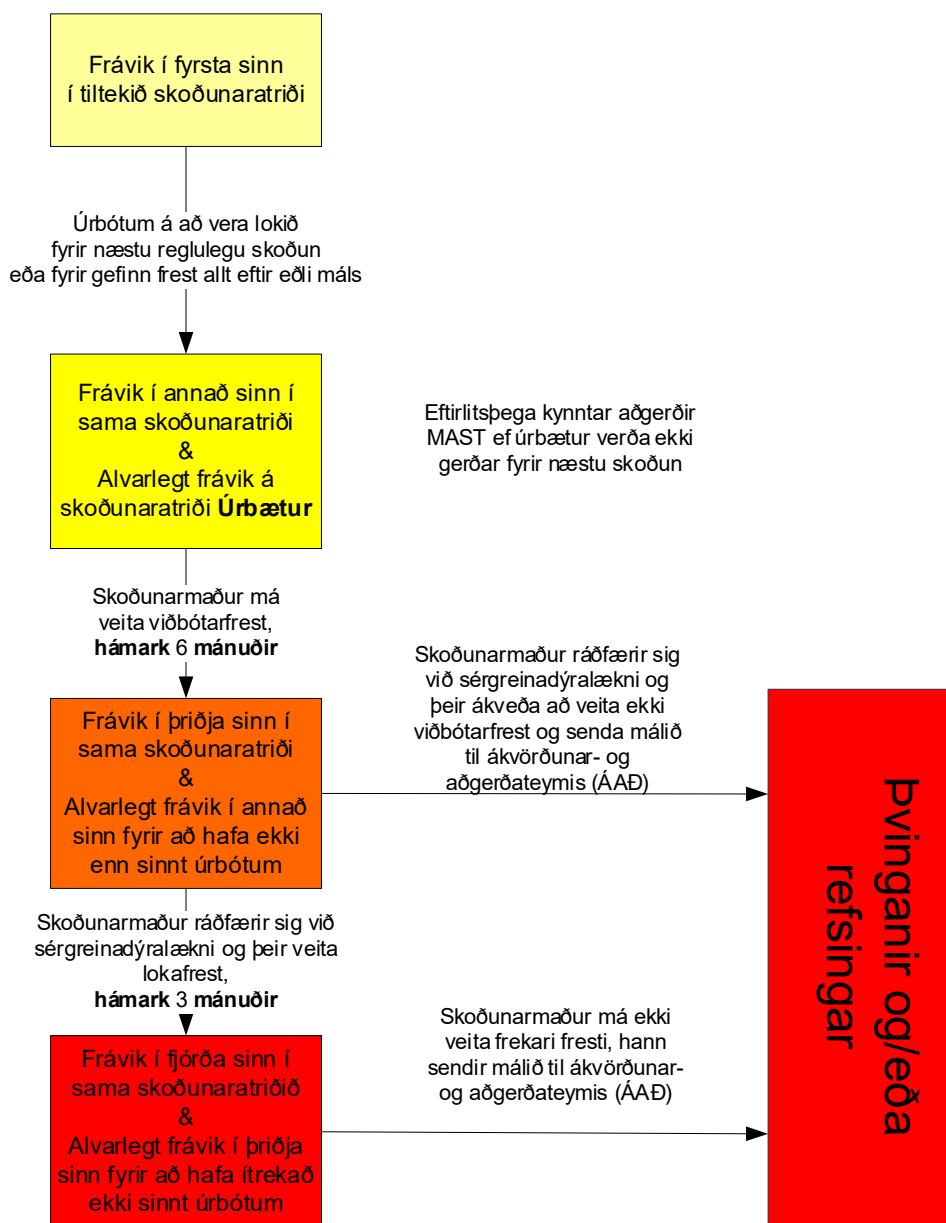 Frávik í fyrsta sinn
í tiltekið skoðunaratriði
Úrbótum á að vera lokið
fyrir næstu reglulegu skoðun
eða fyrir gefinn frest allt eftir eðli máls
Frávik í annað sinn í
sama skoðunaratriði
&
Alvarlegt frávik á
skoðunaratriði Úrbætur
Eftirlitsþega kynntar aðgerðir
MAST ef úrbætur verða ekki
gerðar fyrir næstu skoðun
Skoðunarmaður má
veita viðbótarfrest,
hámark 6 mánuðir
Frávik í þriðja sinn í
sama skoðunaratriði
&
Alvarlegt frávik í annað
sinn fyrir að hafa ekki
enn sinnt úrbótum
Skoðunarmaður ráðfærir sig
við sérgreinadýralækni og
þeir ákveða að veita ekki
viðbótarfrest og senda málið
til ákvörðunar- og
aðgerðateymis (ÁAÐ)
Þvinganir og/eða
refsingar
Skoðunarmaður ráðfærir sig við
sérgreinadýralækni og þeir veita
lokafrest,
hámark 3 mánuðir
Frávik í fjórða sinn í
sama skoðunaratriðið
&
Alvarlegt frávik í þriðja
sinn fyrir að hafa ítrekað
ekki sinnt úrbótum
Skoðunarmaður má ekki
veita frekari fresti, hann
sendir málið til ákvörðunar-
og aðgerðateymis (ÁAÐ)